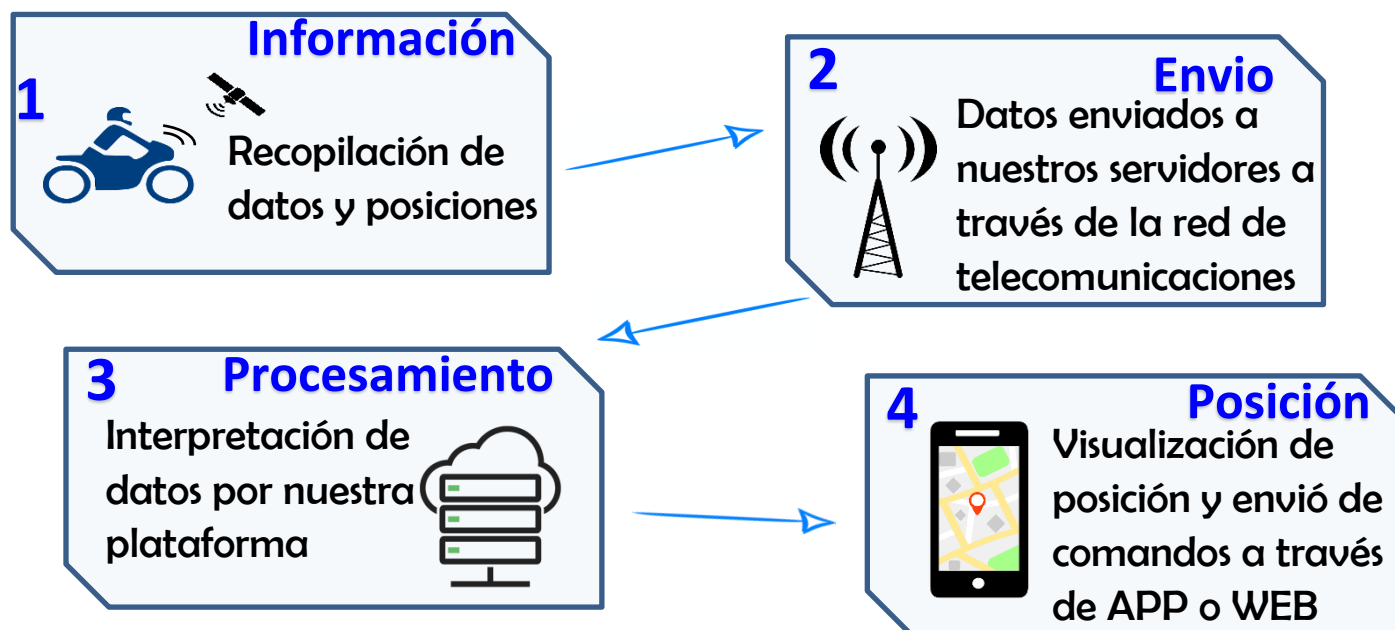 1
Información
Recopilación de
datos y posiciones
2
Envio
Datos enviados a
nuestros servidores a
través de la red de
telecomunicaciones
3
Procesamiento
Interpretación de
datos por nuestra
plataforma
4
Posición
Visualización de
posición y envió de
comandos a través
de APP o WEB